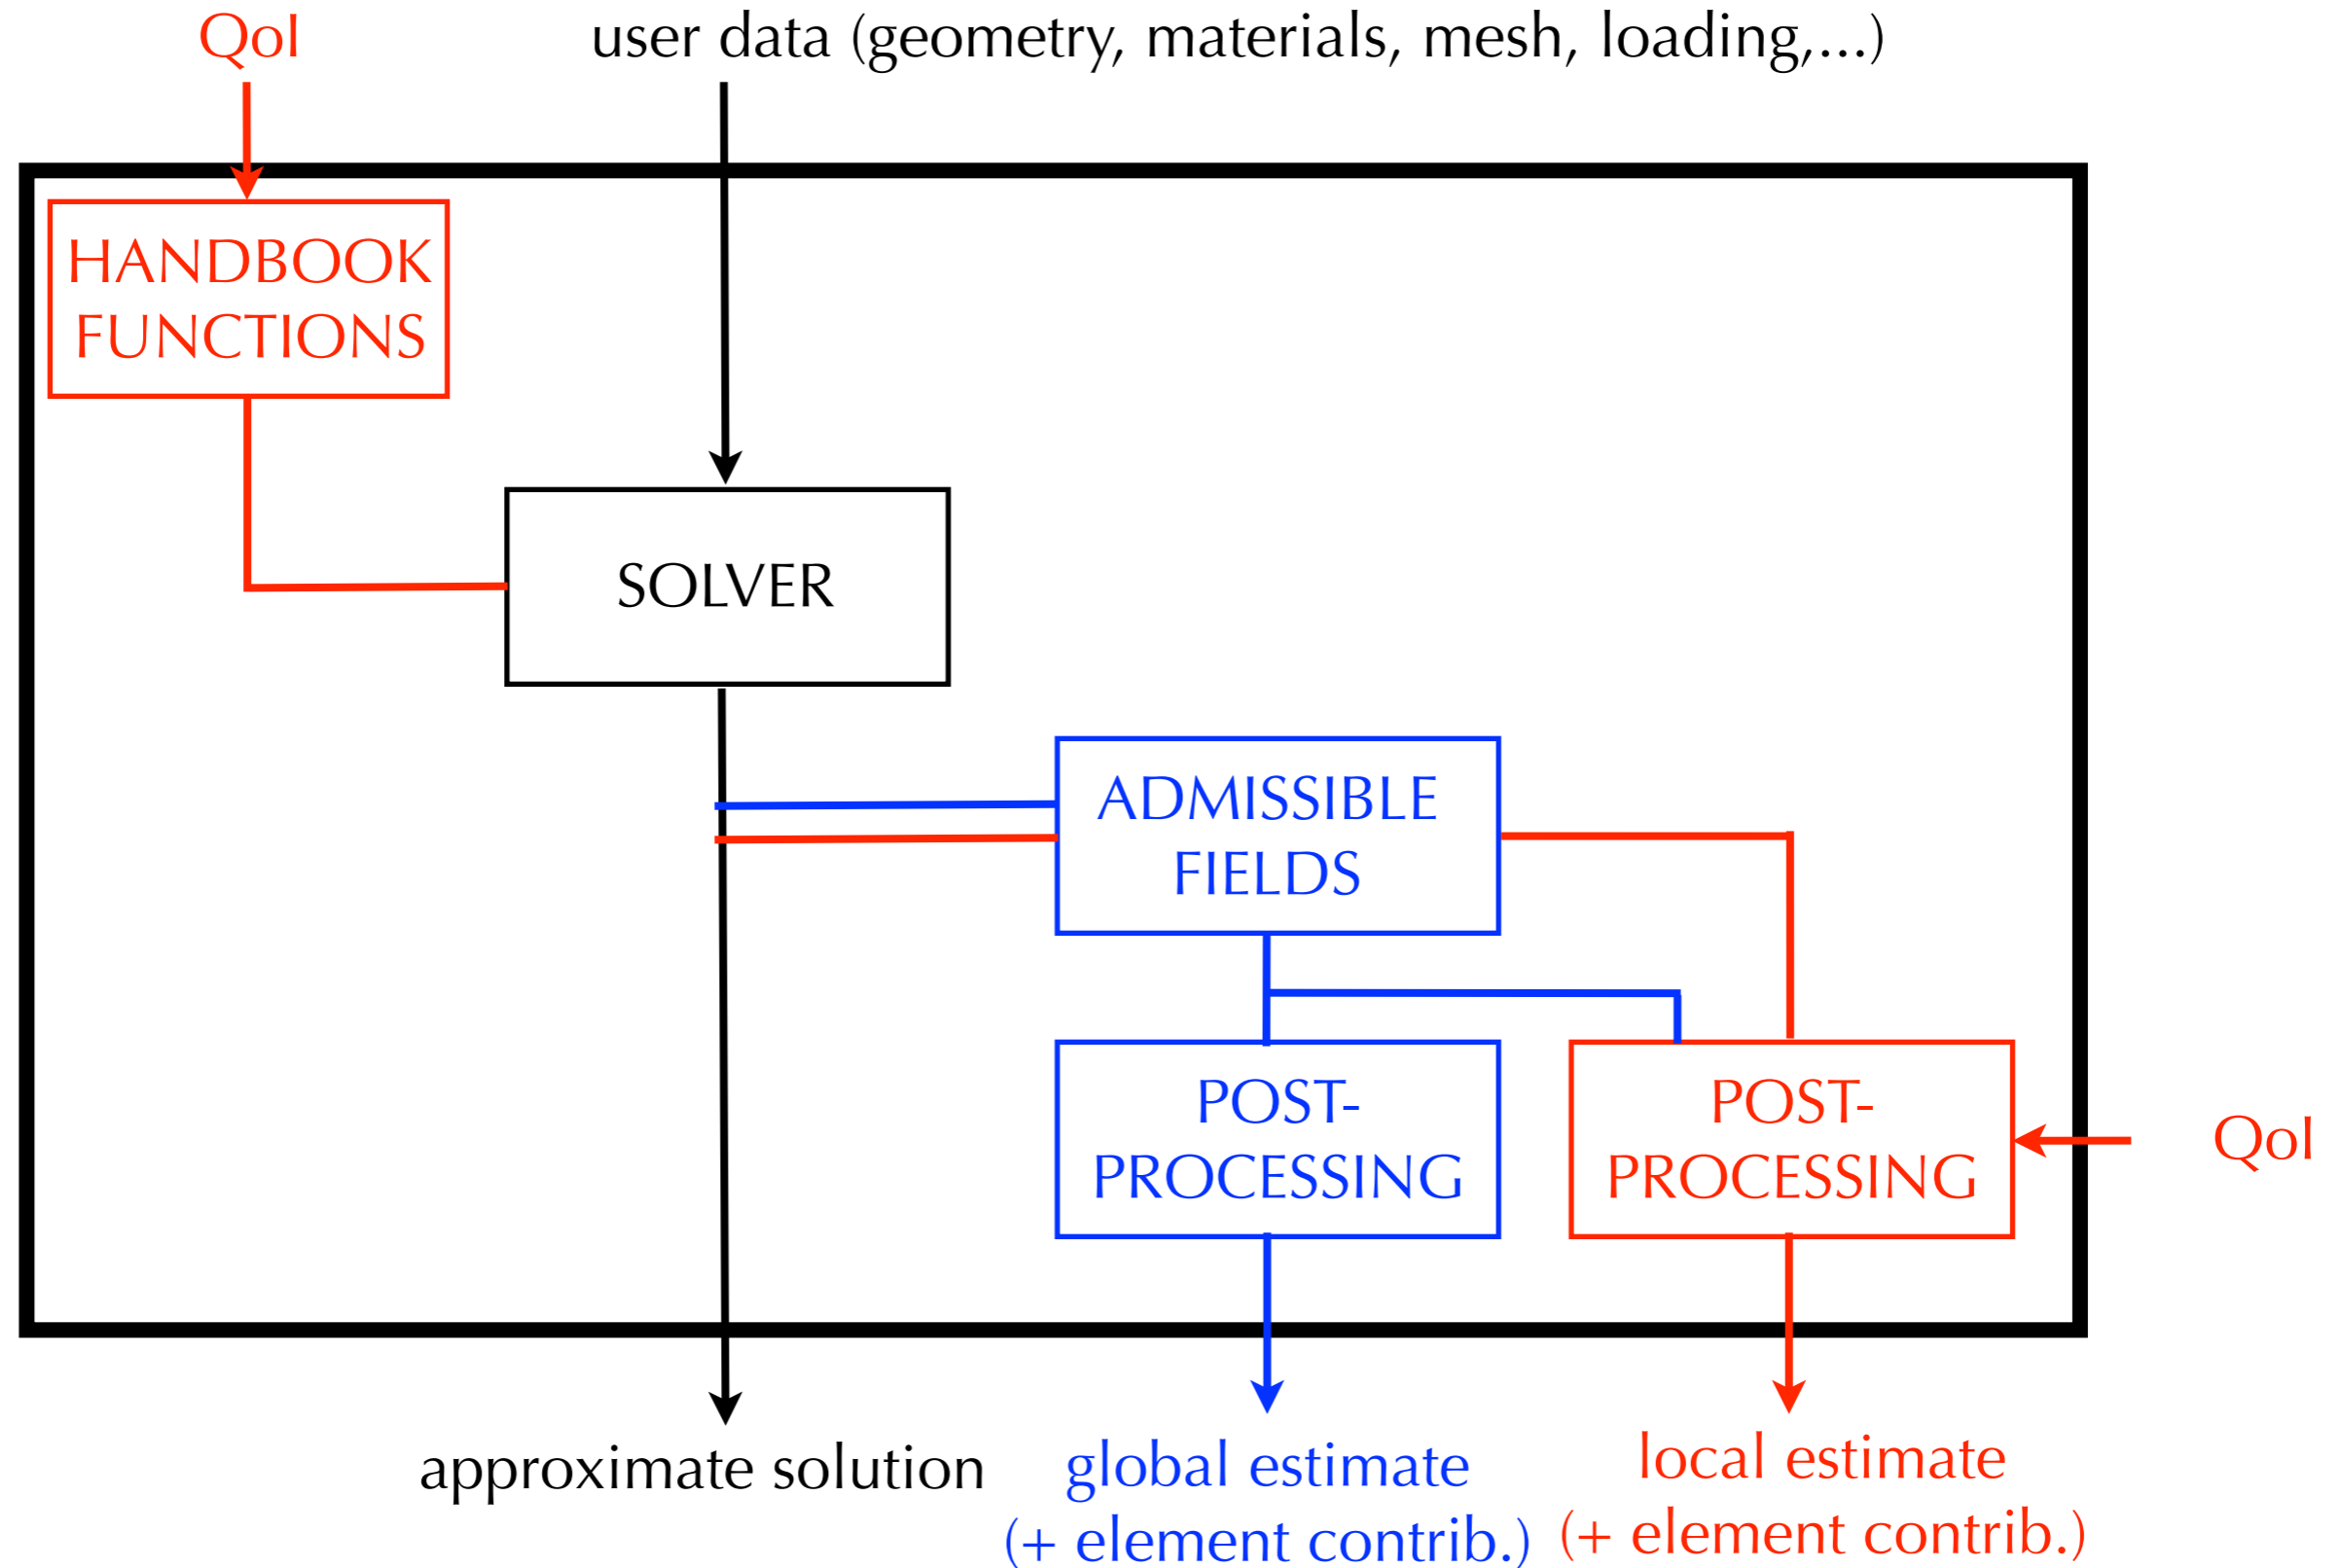 QoI
user data (geometry, materials, mesh, loading,...)
HANDBOOK
FUNCTIONS
SOLVER
ADMISSIBLE
FIELDS
POST-
PROCESSING
POST-
PROCESSING
QoI
approximate solution
global estimate
(+ element contrib.)
local estimate
(+ element contrib.)